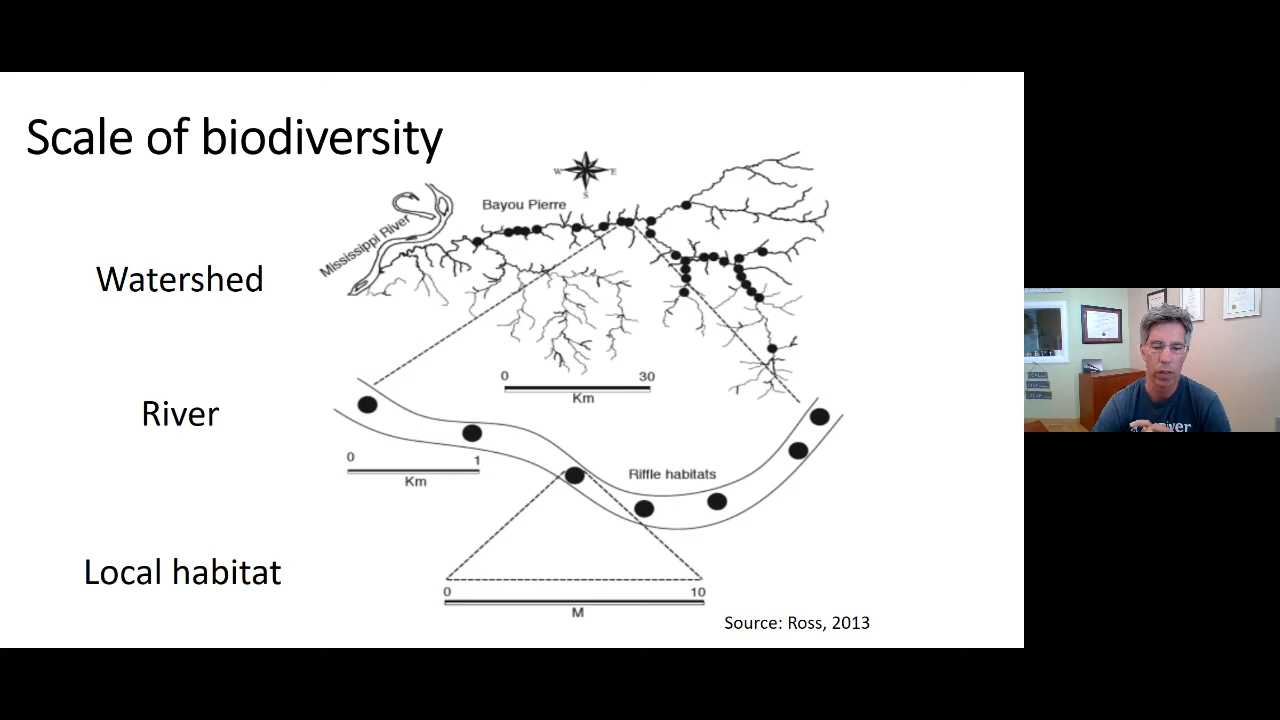 Scale of biodiversity
W
E
S
Bayou Pierre
Mississippi River
Watershed
0 30
Km
River
0 1
Km
Riffle habitats
Local habitat
0 10
M
Source: Ross, 2013